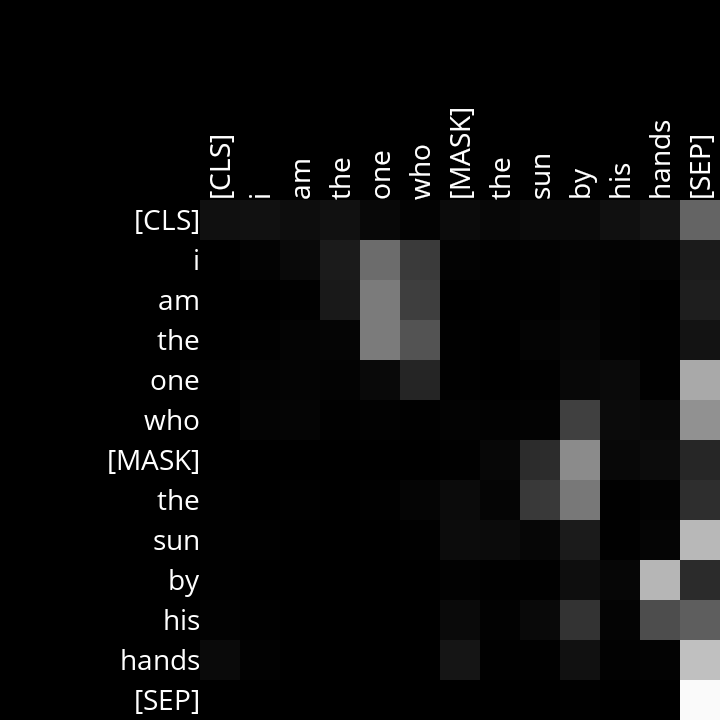 [CLS] i am the one who [MASK] the sun by his hands [SEP]
[CLS]
i
am
the
one
who
[MASK]
the
sun
by
his
hands
[SEP]